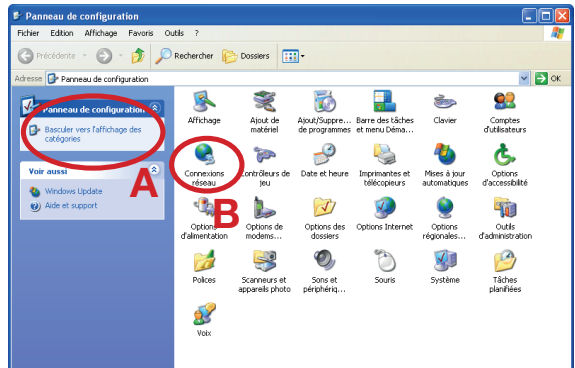 Panneau de configuration
Fichier Edition Affichage Favoris Outils ?
Précédente Rechercher Dossiers
Adresse Panneau de configuration OK
Panneau de configuration
Basculer vers l'affichage des
catégories
A
Voir aussi
Windows Update
Aide et support
Affichage
Ajout de
matériel
Ajout/Suppre...
de programmes
Barre des tâches
et menu Déma...
Clavier
Comptes
d'utilisateurs
Connexions
réseau
B
Contrôleurs de
jeu
Date et heure
Imprimantes et
télécopieurs
Mises à jour
automatiques
Options
d'accessibilité
Options
d'alimentation
Options de
modems...
Options des
dossiers
Options Internet
Options
régionales...
Outils
d'administration
Polices
Scanneurs et
appareils photo
Sons et
périphériq...
Souris
Système
Tâches
planifiées
Voix